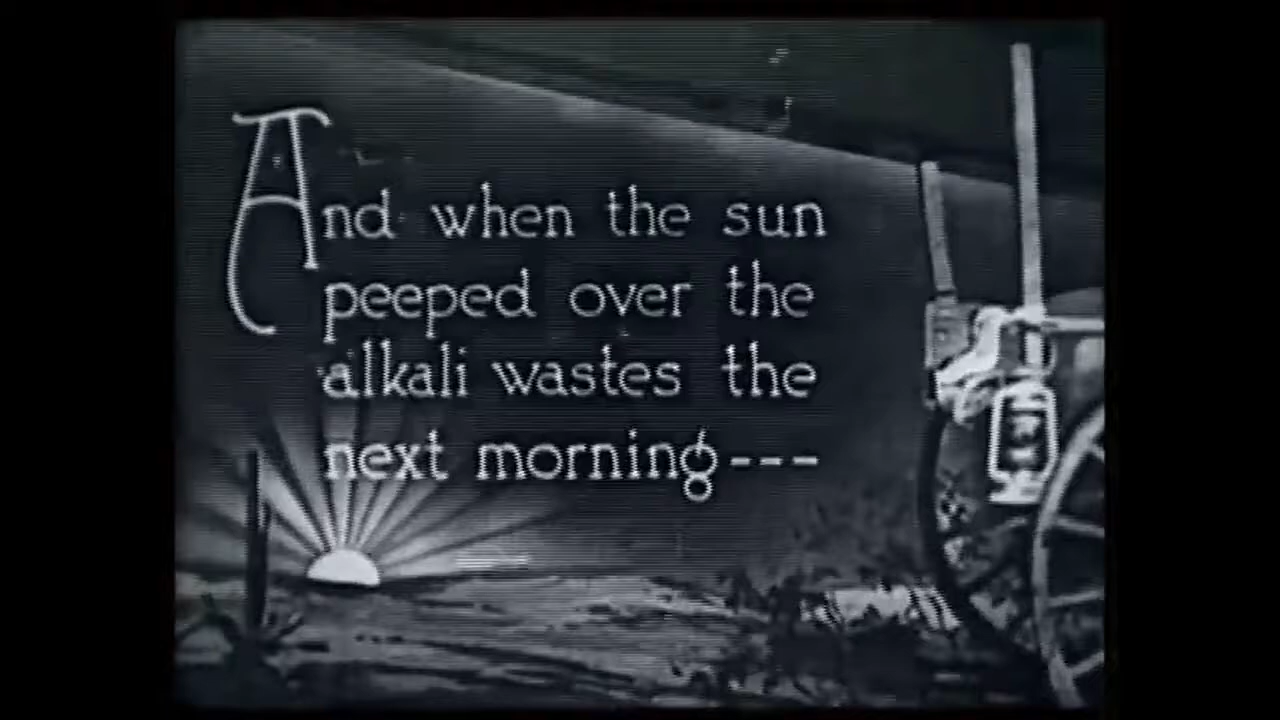 And when the sun
peeped over the
alkali wastes the
next morning---